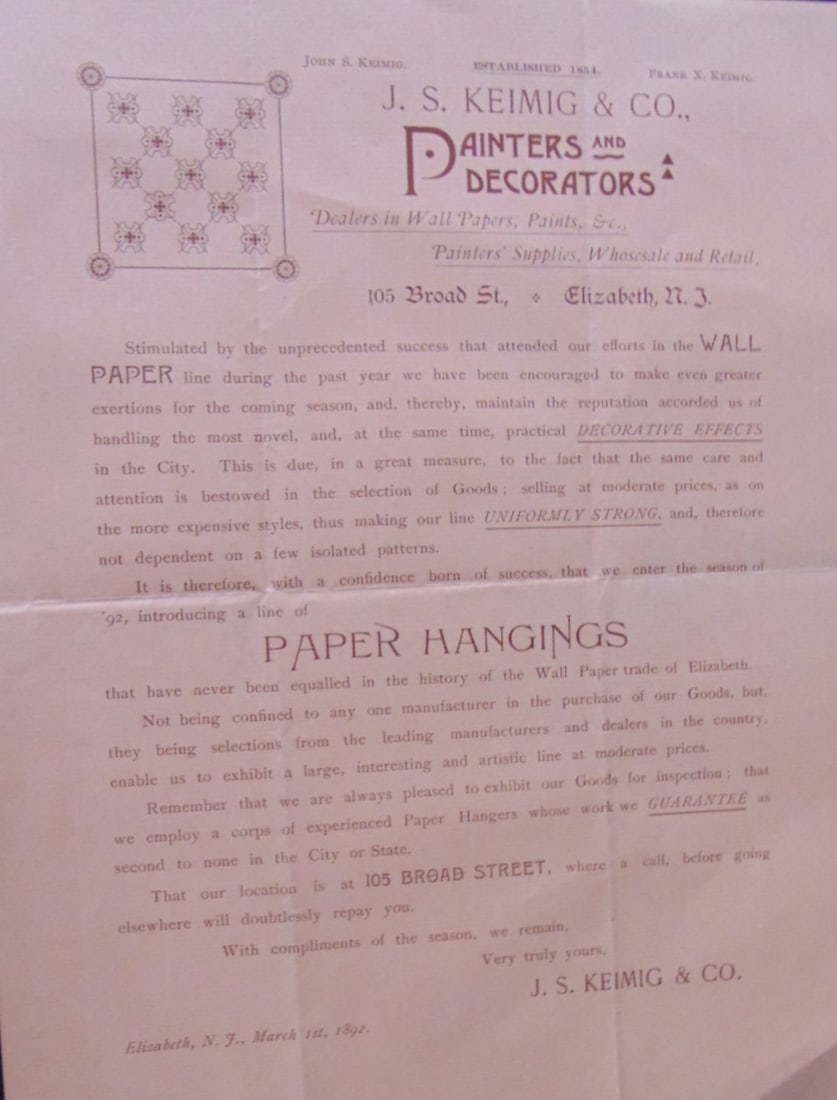 JOHN S. KEIMIG. ESTABLISHED 1854. FRANK X. KEIMIG.
J. S. KEIMIG & CO.,
PAINTERS AND
DECORATORS
Dealers in Wall Papers, Paints, &c.,
Painters' Supplies, Whosesale and Retail,
105 Broad St., Elizabeth, N. J.
Stimulated by the unprecedented success that attended our efforts in the WALL
PAPER line during the past year we have been encouraged to make even greater
exertions for the coming season, and, thereby, maintain the reputation accorded us of
handling the most novel, and, at the same time, practical DECORATIVE EFFECTS
in the City. This is due, in a great measure, to the fact that the same care and
attention is bestowed in the selection of Goods; selling at moderate prices, as on
the more expensive styles, thus making our line UNIFORMLY STRONG, and, therefore
not dependent on a few isolated patterns.
It is therefore, with a confidence born of success, that we enter the season of
'92, introducing a line of
PAPER HANGINGS
that have never been equalled in the history of the Wall Paper trade of Elizabeth.
Not being confined to any one manufacturer in the purchase of our Goods, but,
they being selections from the leading manufacturers and dealers in the country,
enable us to exhibit a large, interesting and artistic line at moderate prices.
Remember that we are always pleased to exhibit our Goods for inspection; that
we employ a corps of experienced Paper Hangers whose work we GUARANTEE as
second to none in the City or State.
That our location is at 105 BROAD STREET, where a call, before going
elsewhere will doubtlessly repay you.
With compliments of the season, we remain,
Very truly yours,
J. S. KEIMIG & CO.
Elizabeth, N. J., March 1st, 1892.